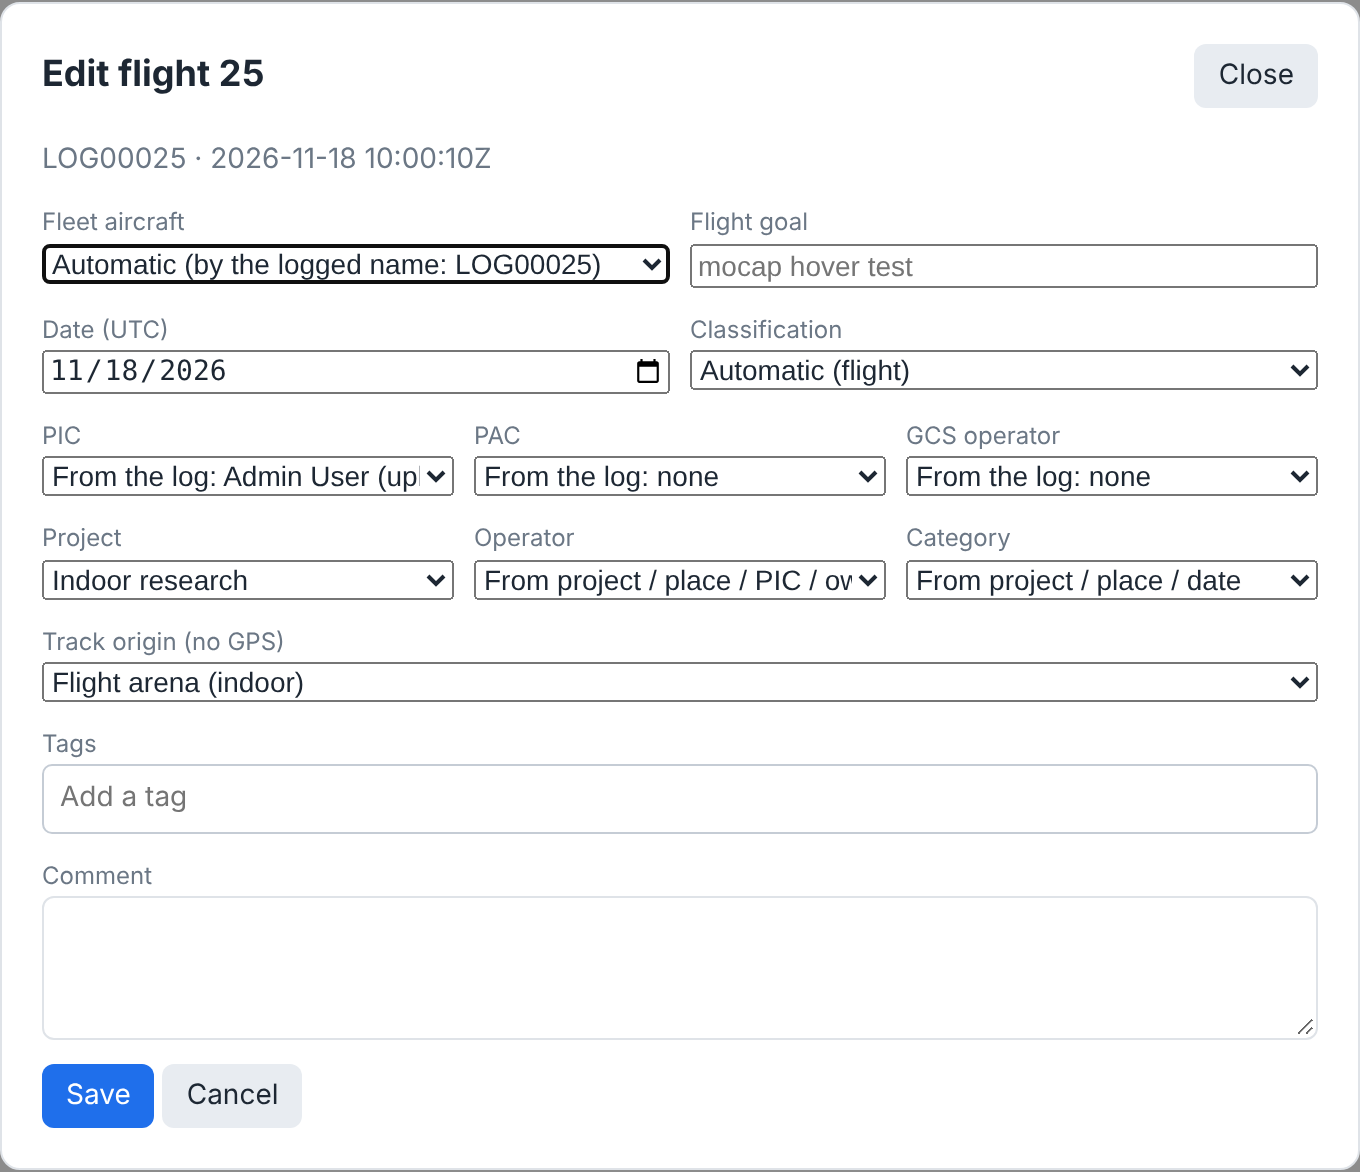 Edit flight 25
Close
LOG00025 · 2026-11-18 10:00:10Z
Fleet aircraft
Flight goal
Automatic (by the logged name: LOG00025)
mocap hover test
Date (UTC)
Classification
11/18/2026
Automatic (flight)
PIC
PAC
GCS operator
From the log: Admin User (up
From the log: none
From the log: none
Project
Operator
Category
Indoor research
From project / place / PIC / ow
From project / place / date
Track origin (no GPS)
Flight arena (indoor)
Tags
Add a tag
Comment
Save
Cancel